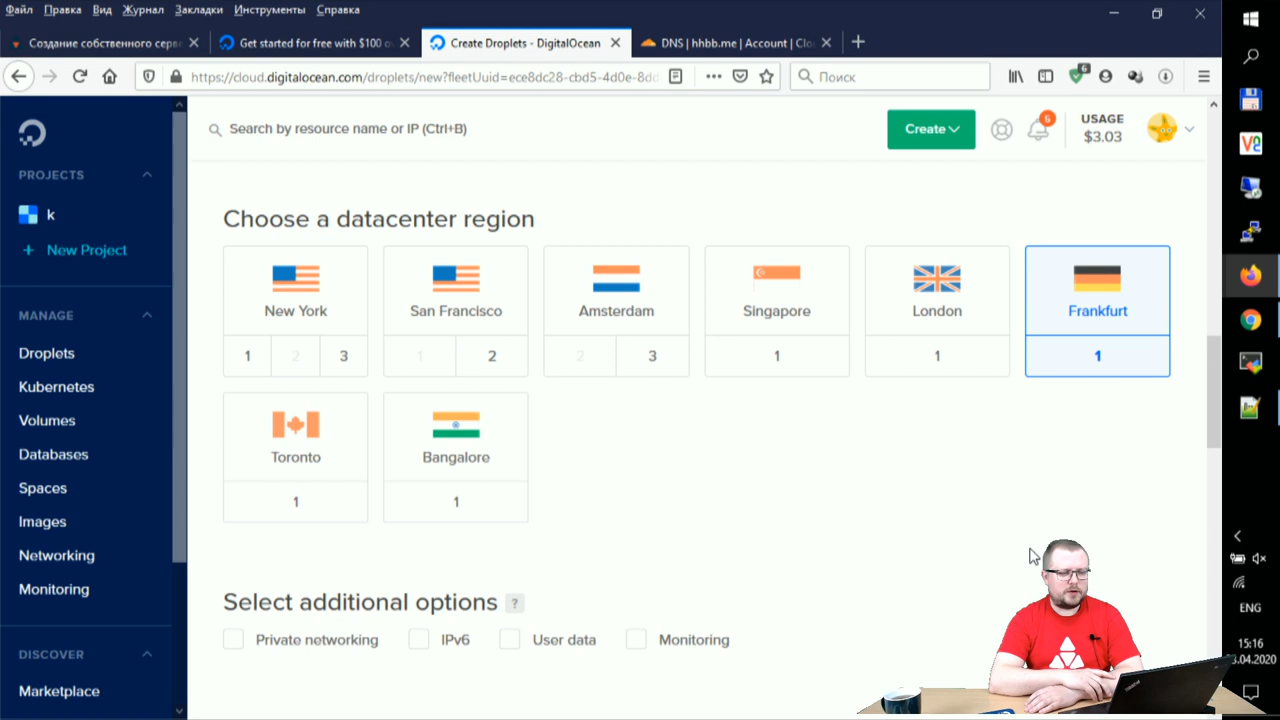 Файл Правка Вид Журнал Закладки Инструменты Справка
Создание собственного серве
Get started for free with $100 o
Create Droplets - DigitalOcean
DNS | hhbb.me | Account | Clo
https://cloud.digitalocean.com/droplets/new?fleetUuid=ece8dc28-cbd5-4d0e-8dd
Поиск
6
Search by resource name or IP (Ctrl+B)
Create
5
USAGE
$3.03
PROJECTS
k
+ New Project
MANAGE
Droplets
Kubernetes
Volumes
Databases
Spaces
Images
Networking
Monitoring
DISCOVER
Marketplace
Choose a datacenter region
New York
San Francisco
Amsterdam
Singapore
London
Frankfurt
1 2 3
1 2
2 3
1
1
1
Toronto
Bangalore
1
1
Select additional options ?
Private networking
IPv6
User data
Monitoring
ENG
15:16